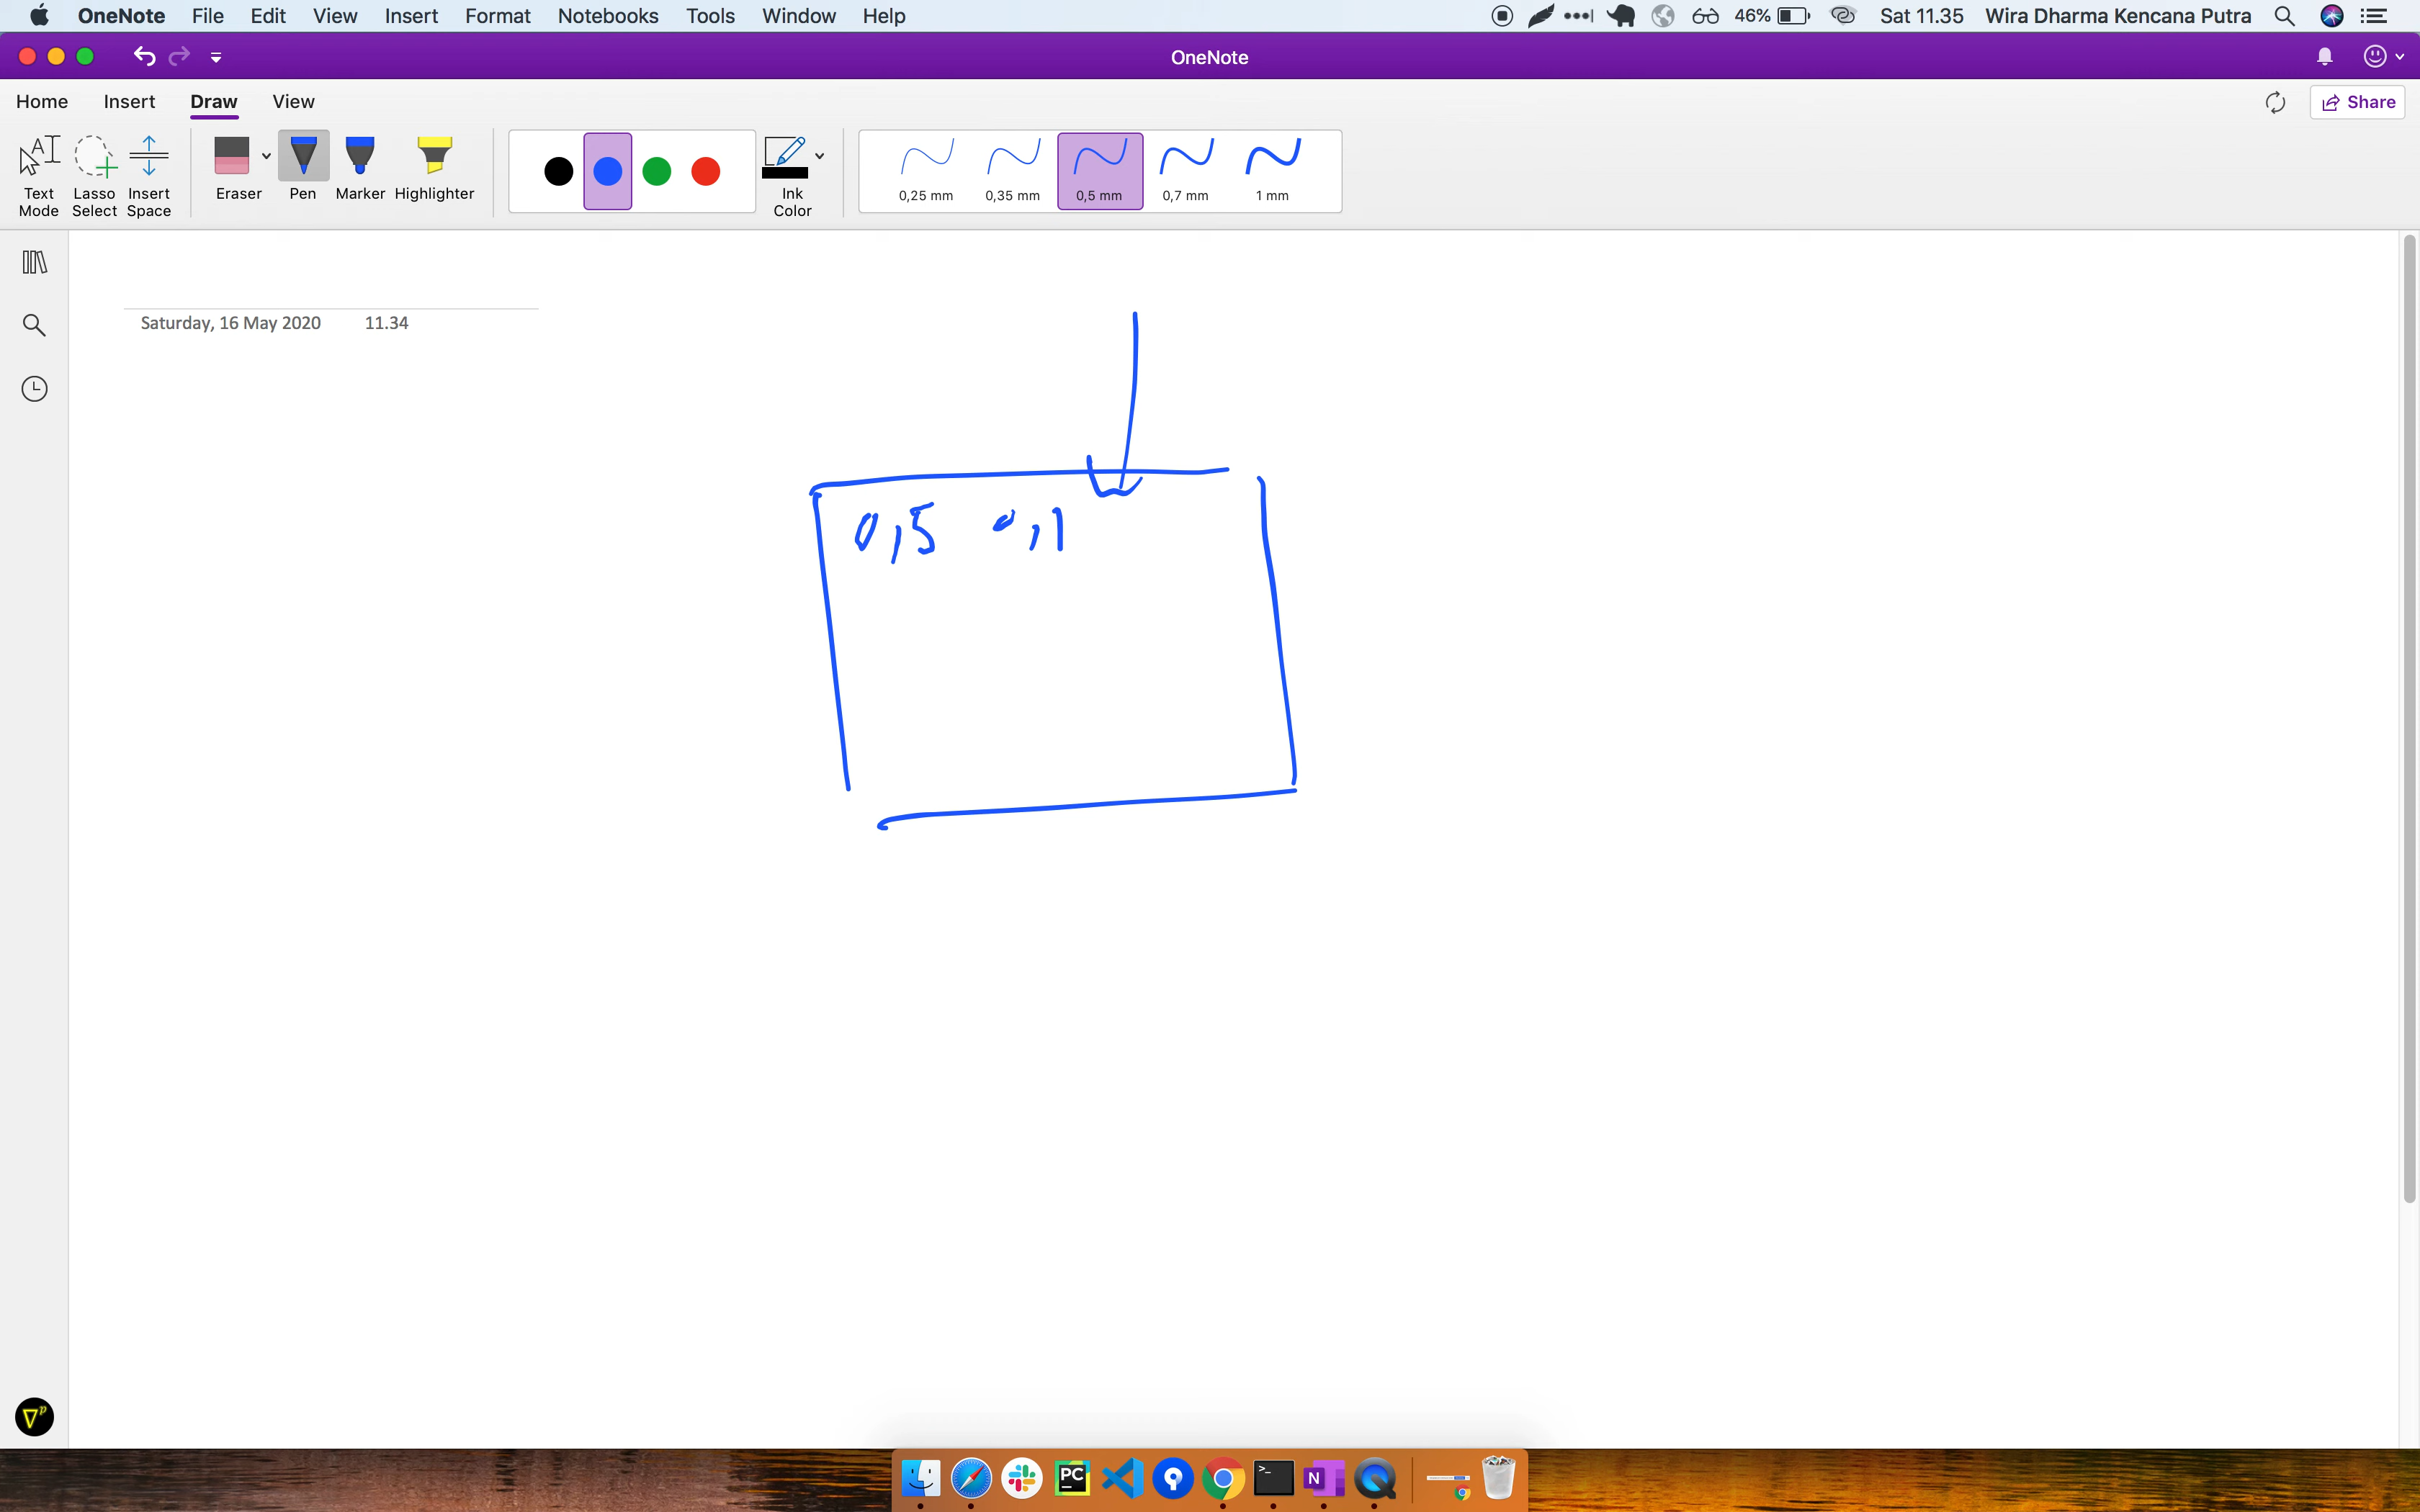 OneNote File Edit View Insert Format Notebooks Tools Window Help 46% Sat 11.35 Wira Dharma Kencana Putra
OneNote
Home Insert Draw View Share
Text Mode
Lasso Select
Insert Space
Eraser
Pen
Marker
Highlighter
Ink Color
0,25 mm
0,35 mm
0,5 mm
0,7 mm
1 mm
Saturday, 16 May 2020 11.34
0,5 0,1
∇p
PC
>_
N